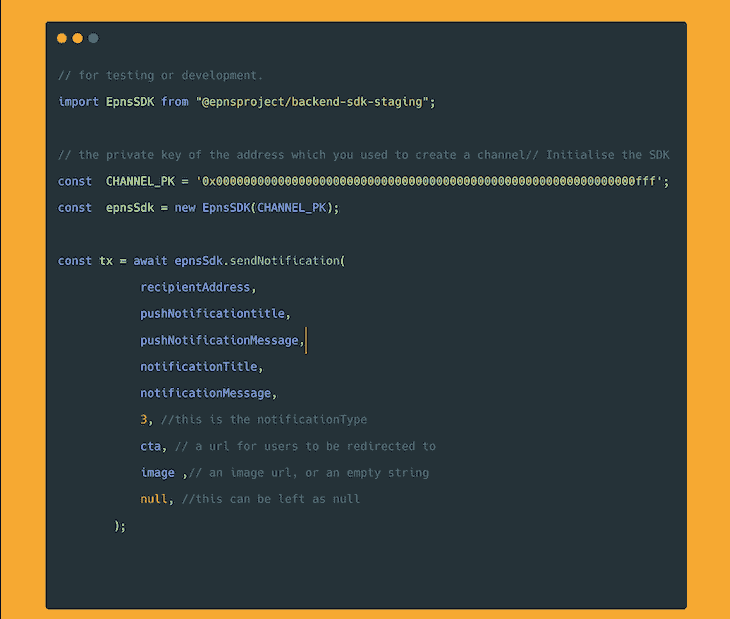 // for testing or development.
import EpnsSDK from "@epnsproject/backend-sdk-staging";
// the private key of the address which you used to create a channel// Initialise the SDK
const  CHANNEL_PK = '0x0000000000000000000000000000000000000000000000000000000000000fff';
const  epnsSdk = new EpnsSDK(CHANNEL_PK);
const tx = await epnsSdk.sendNotification(
recipientAddress,
pushNotificationtitle,
pushNotificationMessage,
notificationTitle,
notificationMessage,
3, //this is the notificationType
cta, // a url for users to be redirected to
image ,// an image url, or an empty string
null, //this can be left as null
);